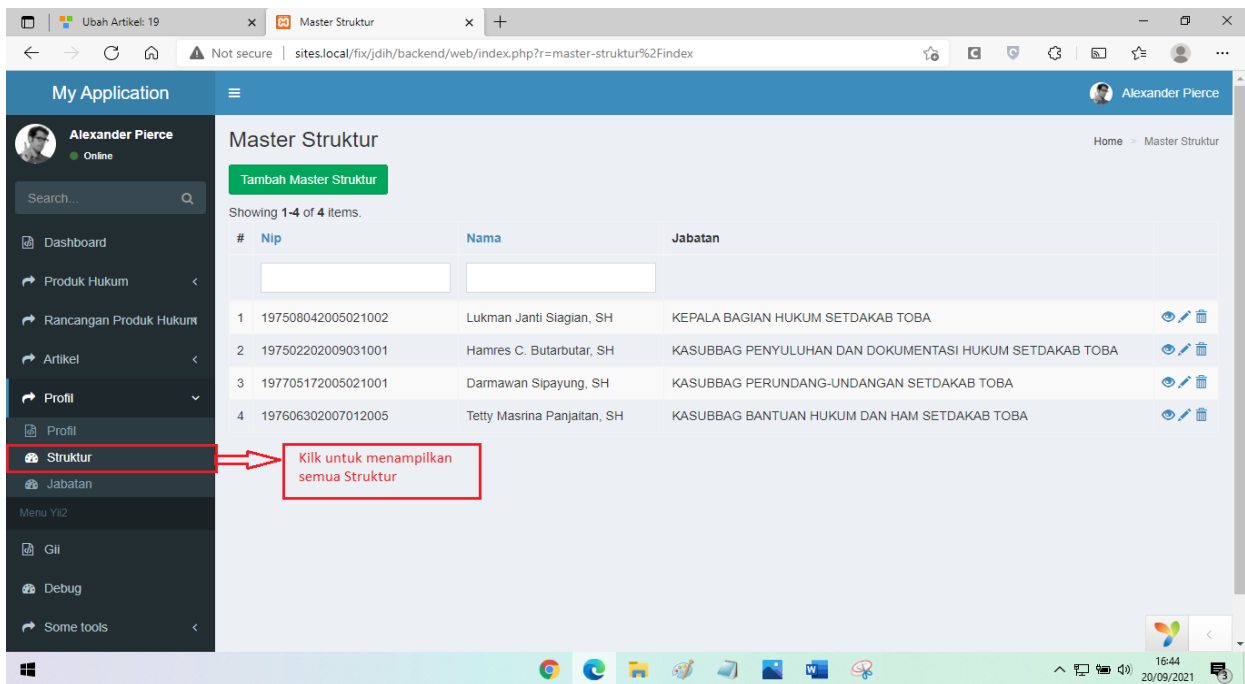 Ubah Artikel: 19
Master Struktur
Not secure | sites.local/fix/jdih/backend/web/index.php?r=master-struktur%2Findex
My Application
Alexander Pierce
Alexander Pierce
Online
Search...
Dashboard
Produk Hukum
Rancangan Produk Hukum
Artikel
Profil
Profil
Struktur
Jabatan
Menu Yii2
Gii
Debug
Some tools
Master Struktur
Home > Master Struktur
Tambah Master Struktur
Showing 1-4 of 4 items.
# Nip Nama Jabatan
1 197508042005021002 Lukman Janti Siagian, SH KEPALA BAGIAN HUKUM SETDAKAB TOBA
2 197502202009031001 Hamres C. Butarbutar, SH KASUBBAG PENYULUHAN DAN DOKUMENTASI HUKUM SETDAKAB TOBA
3 197705172005021001 Darmawan Sipayung, SH KASUBBAG PERUNDANG-UNDANGAN SETDAKAB TOBA
4 197606302007012005 Tetty Masrina Panjaitan, SH KASUBBAG BANTUAN HUKUM DAN HAM SETDAKAB TOBA
Kilk untuk menampilkan
semua Struktur
16:44
20/09/2021
3